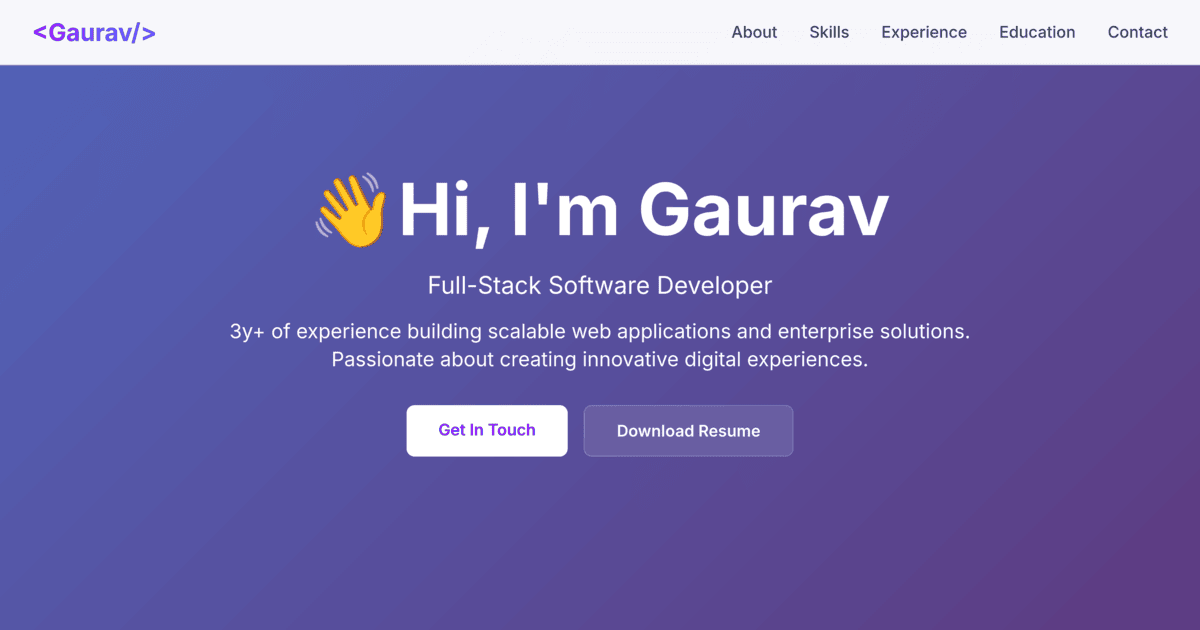 <Gaurav/>
About Skills Experience Education Contact
Hi, I'm Gaurav
Full-Stack Software Developer
3y+ of experience building scalable web applications and enterprise solutions.
Passionate about creating innovative digital experiences.
Get In Touch
Download Resume